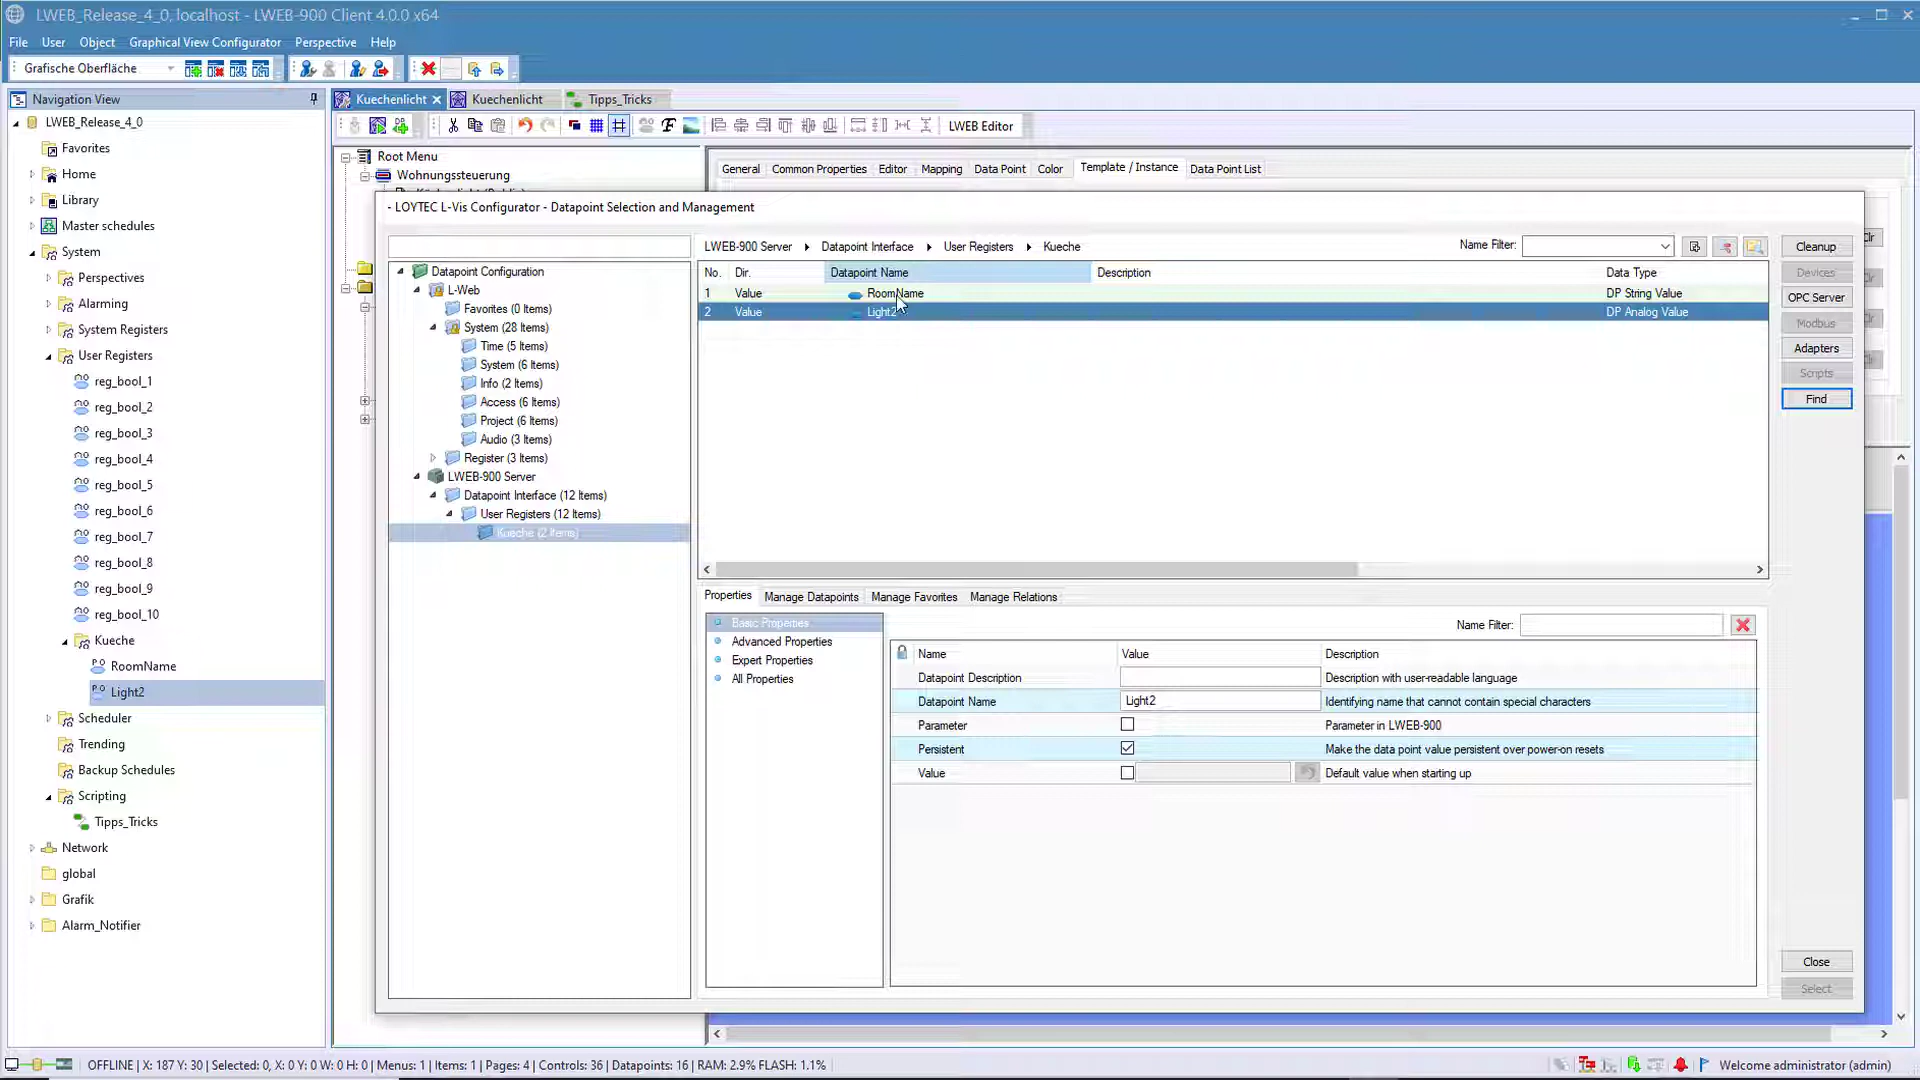 LWEB_Release_4_0, localhost - LWEB-900 Client 4.0.0 x64
File User Object Graphical View Configurator Perspective Help
Grafische Oberfläche
Navigation View
LWEB_Release_4_0
Favorites
Home
Library
Master schedules
System
Perspectives
Alarming
System Registers
User Registers
reg_bool_1
reg_bool_2
reg_bool_3
reg_bool_4
reg_bool_5
reg_bool_6
reg_bool_7
reg_bool_8
reg_bool_9
reg_bool_10
Kueche
RoomName
Light2
Scheduler
Trending
Backup Schedules
Scripting
Tipps_Tricks
Network
global
Grafik
Alarm_Notifier
Kuechenlicht Kuechenlicht Tipps_Tricks
LWEB Editor
Root Menu
Wohnungssteuerung
General Common Properties Editor Mapping Data Point Color Template / Instance Data Point List
- LOYTEC L-Vis Configurator - Datapoint Selection and Management
Datapoint Configuration
L-Web
Favorites (0 Items)
System (28 Items)
Time (5 Items)
System (6 Items)
Info (2 Items)
Access (6 Items)
Project (6 Items)
Audio (3 Items)
Register (3 Items)
LWEB-900 Server
Datapoint Interface (12 Items)
User Registers (12 Items)
Kueche (2 Items)
LWEB-900 Server Datapoint Interface User Registers Kueche Name Filter:
No. Dir. Datapoint Name Description Data Type
1 Value RoomName DP String Value
2 Value Light2 DP Analog Value
Cleanup
Devices
OPC Server
Modbus
Adapters
Scripts
Find
Properties Manage Datapoints Manage Favorites Manage Relations
Basic Properties
Advanced Properties
Expert Properties
All Properties
Name Filter:
Name Value Description
Datapoint Description Description with user-readable language
Datapoint Name Light2 Identifying name that cannot contain special characters
Parameter Parameter in LWEB-900
Persistent Make the data point value persistent over power-on resets
Value Default value when starting up
Close
Select
OFFLINE | X: 187 Y: 30 | Selected: 0, X: 0 Y: 0 W: 0 H: 0 | Menus: 1 | Items: 1 | Pages: 4 | Controls: 36 | Datapoints: 16 | RAM: 2.9% FLASH: 1.1%
Welcome administrator (admin)